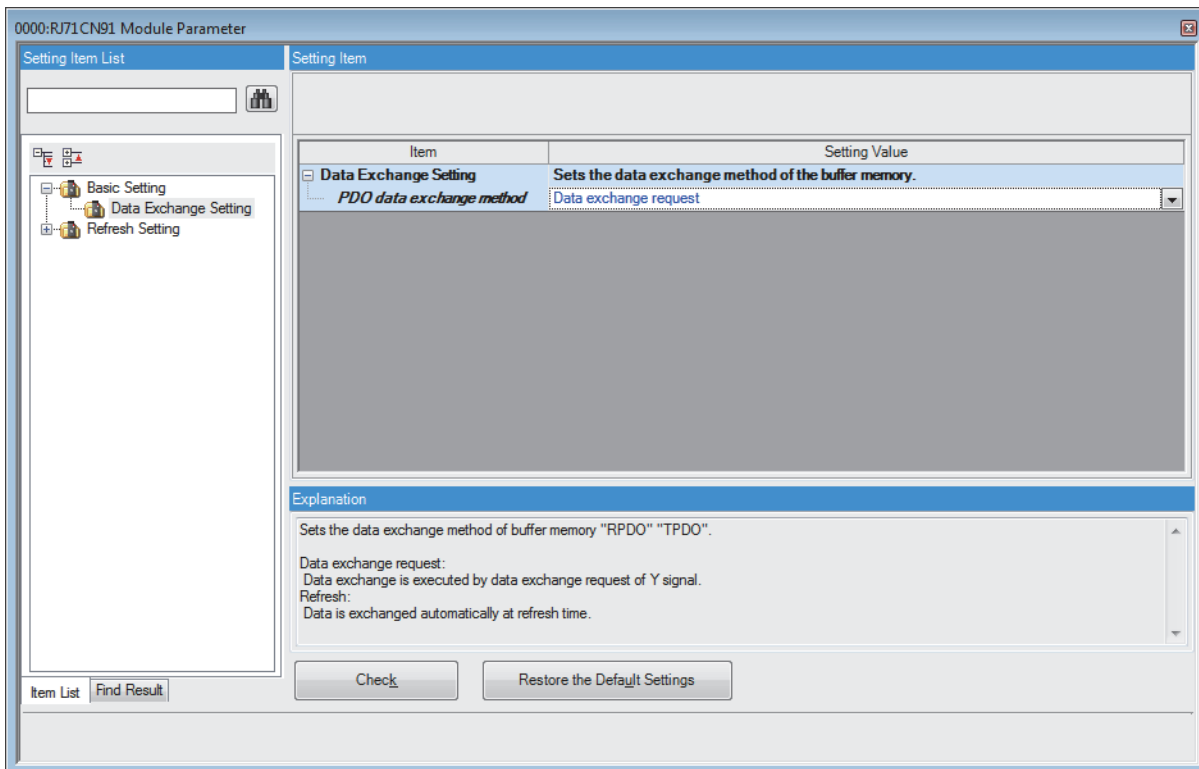 0000:RJ71CN91 Module Parameter
Setting Item List
Setting Item
Basic Setting
Data Exchange Setting
Refresh Setting
Item List
Find Result
Item Setting Value
Data Exchange Setting Sets the data exchange method of the buffer memory.
PDO data exchange method Data exchange request
Explanation
Sets the data exchange method of buffer memory "RPDO" "TPDO".
Data exchange request:
Data exchange is executed by data exchange request of Y signal.
Refresh:
Data is exchanged automatically at refresh time.
Check
Restore the Default Settings